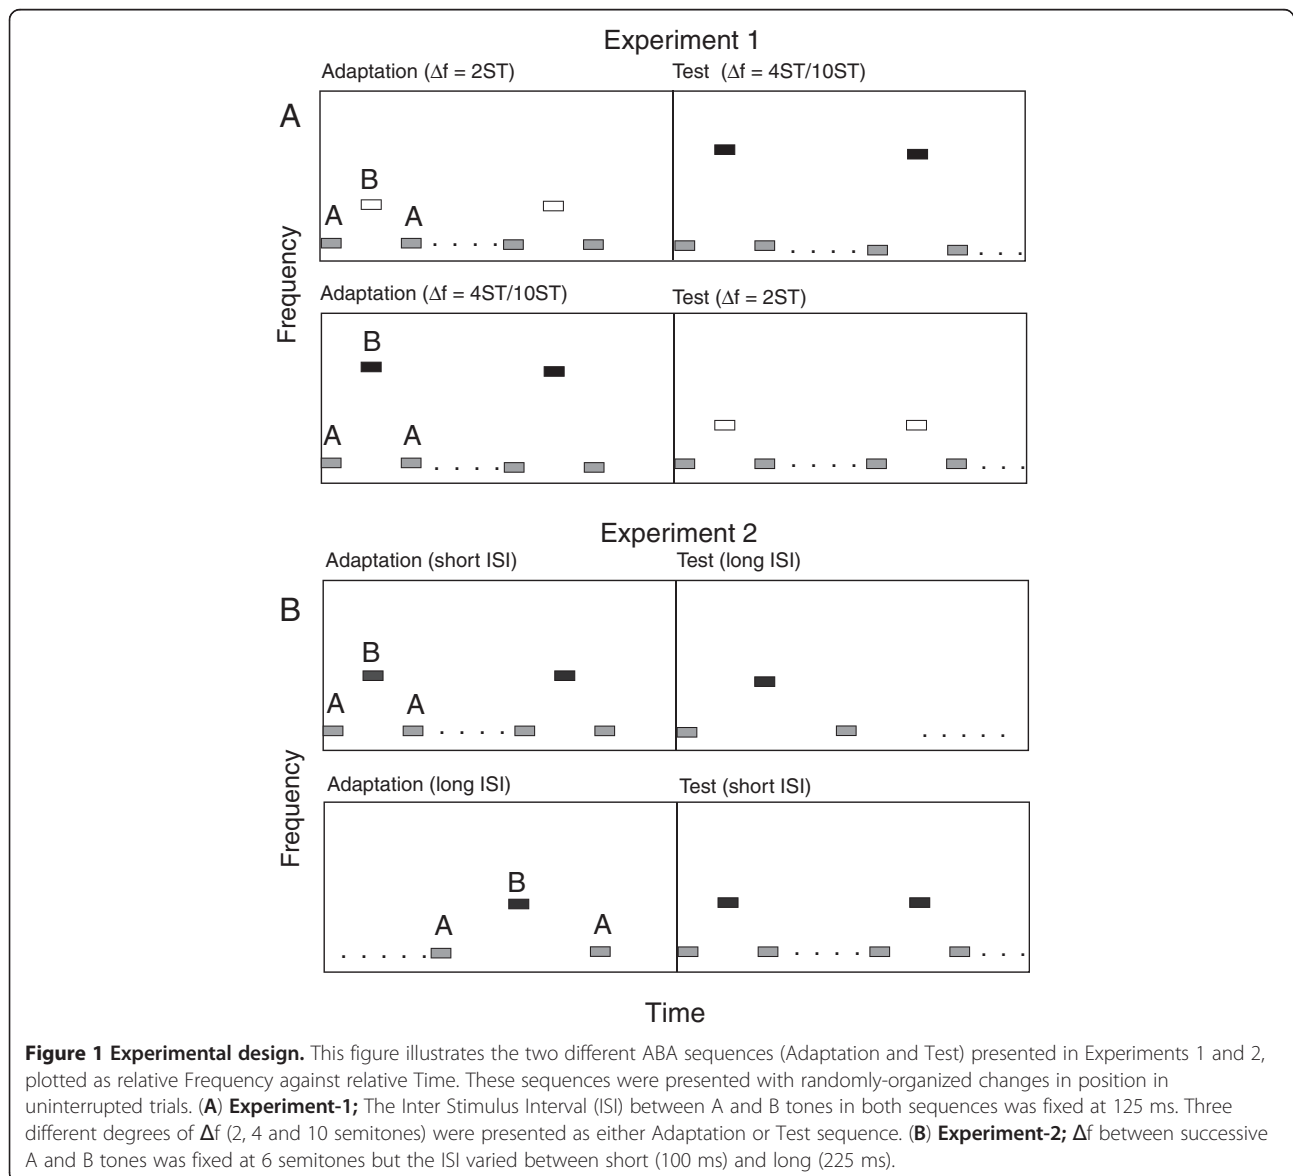 Experiment 1
Adaptation (Δf = 2ST)
Test (Δf = 4ST/10ST)
A
B
A
A
. . . . .
. . . . .
. . .
Frequency
Adaptation (Δf = 4ST/10ST)
Test (Δf = 2ST)
B
A
A
. . . . .
. . . . .
. . .
Experiment 2
Adaptation (short ISI)
Test (long ISI)
B
B
A
A
. . . . .
. . . . .
Frequency
Adaptation (long ISI)
Test (short ISI)
B
A
A
. . . . .
. . . . .
. . .
Time
Figure 1 Experimental design. This figure illustrates the two different ABA sequences (Adaptation and Test) presented in Experiments 1 and 2,
plotted as relative Frequency against relative Time. These sequences were presented with randomly-organized changes in position in
uninterrupted trials. (A) Experiment-1; The Inter Stimulus Interval (ISI) between A and B tones in both sequences was fixed at 125 ms. Three
different degrees of Δf (2, 4 and 10 semitones) were presented as either Adaptation or Test sequence. (B) Experiment-2; Δf between successive
A and B tones was fixed at 6 semitones but the ISI varied between short (100 ms) and long (225 ms).